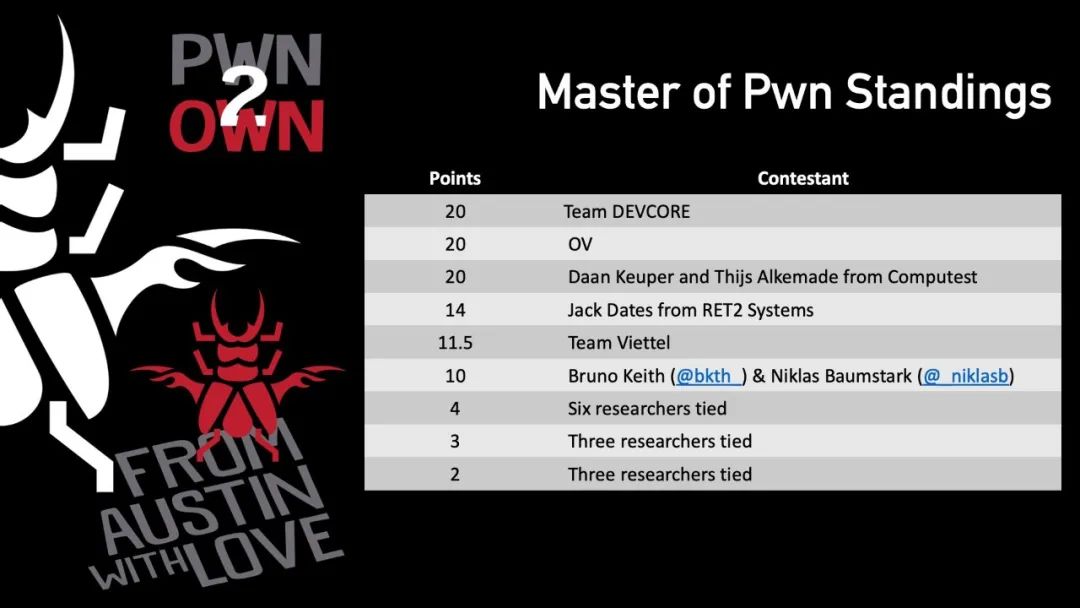 PWN
2
OWN
Master of Pwn Standings
Points Contestant
20 Team DEVCORE
20 OV
20 Daan Keuper and Thijs Alkemade from Computest
14 Jack Dates from RET2 Systems
11.5 Team Viettel
10 Bruno Keith (@bkth_) & Niklas Baumstark (@_niklasb)
4 Six researchers tied
3 Three researchers tied
2 Three researchers tied
FROM
AUSTIN
WITH LOVE